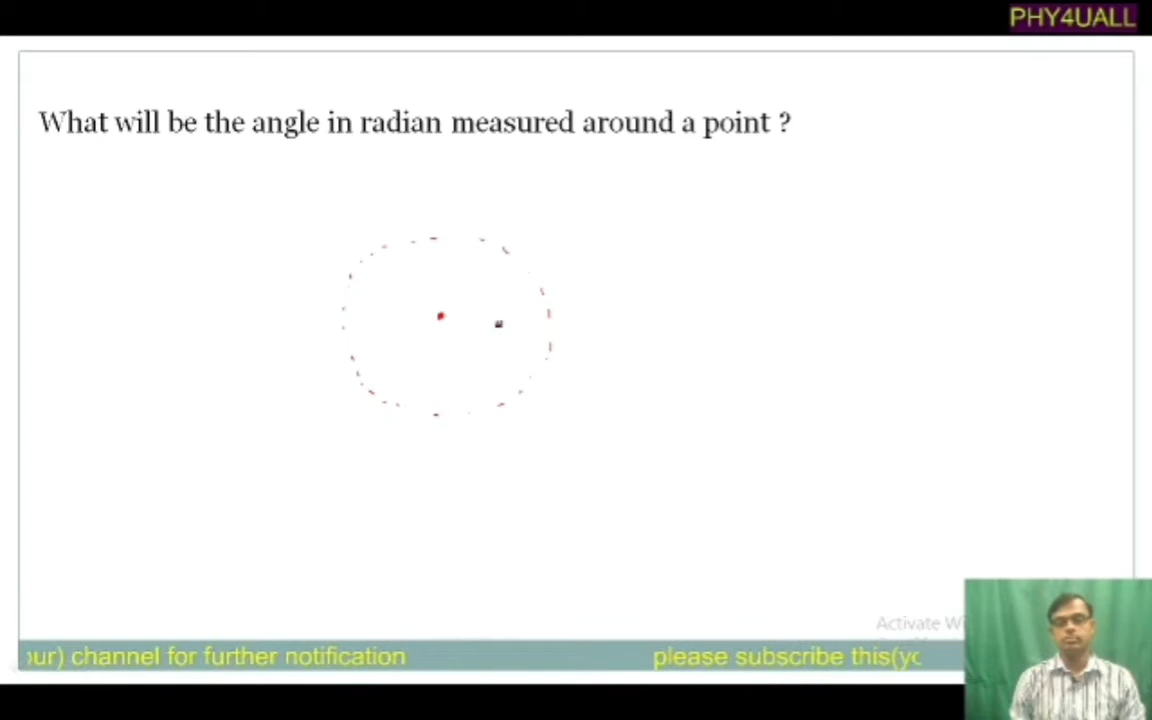 PHY4UALL
What will be the angle in radian measured around a point ?
Activate Wi
our) channel for further notification please subscribe this(yo